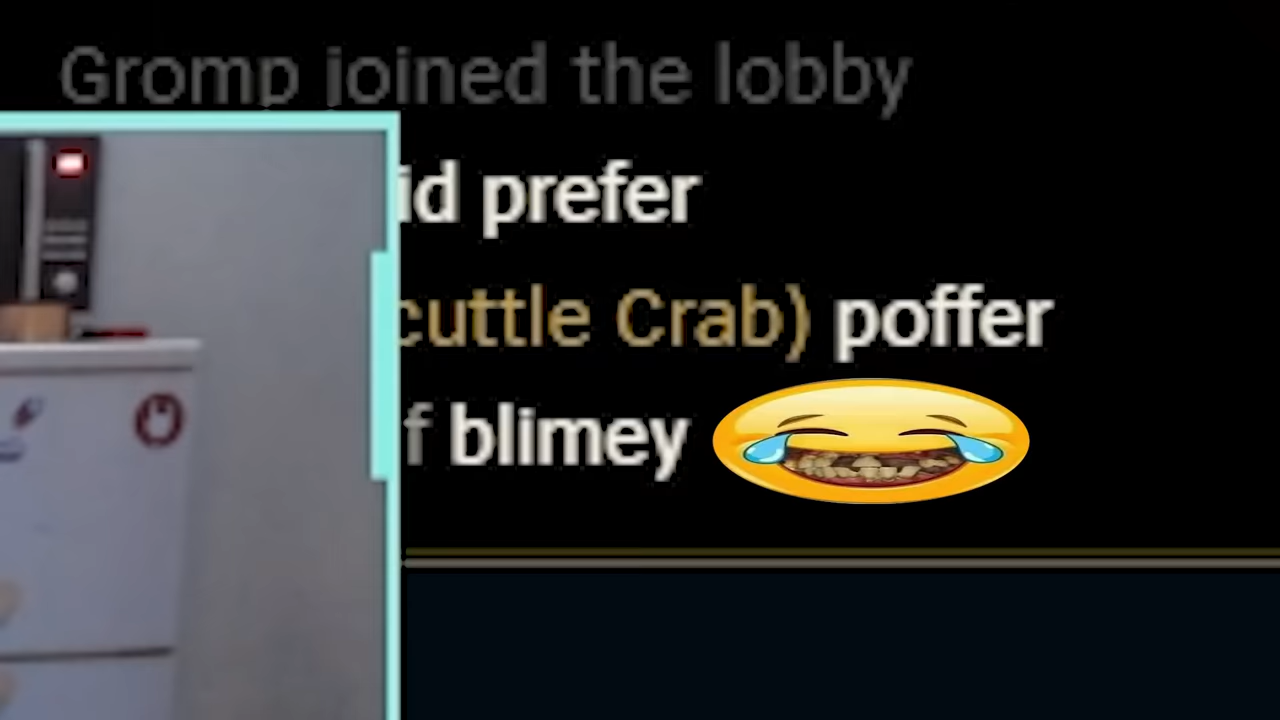 Gromp joined the lobby
id prefer
cuttle Crab) poffer
f blimey